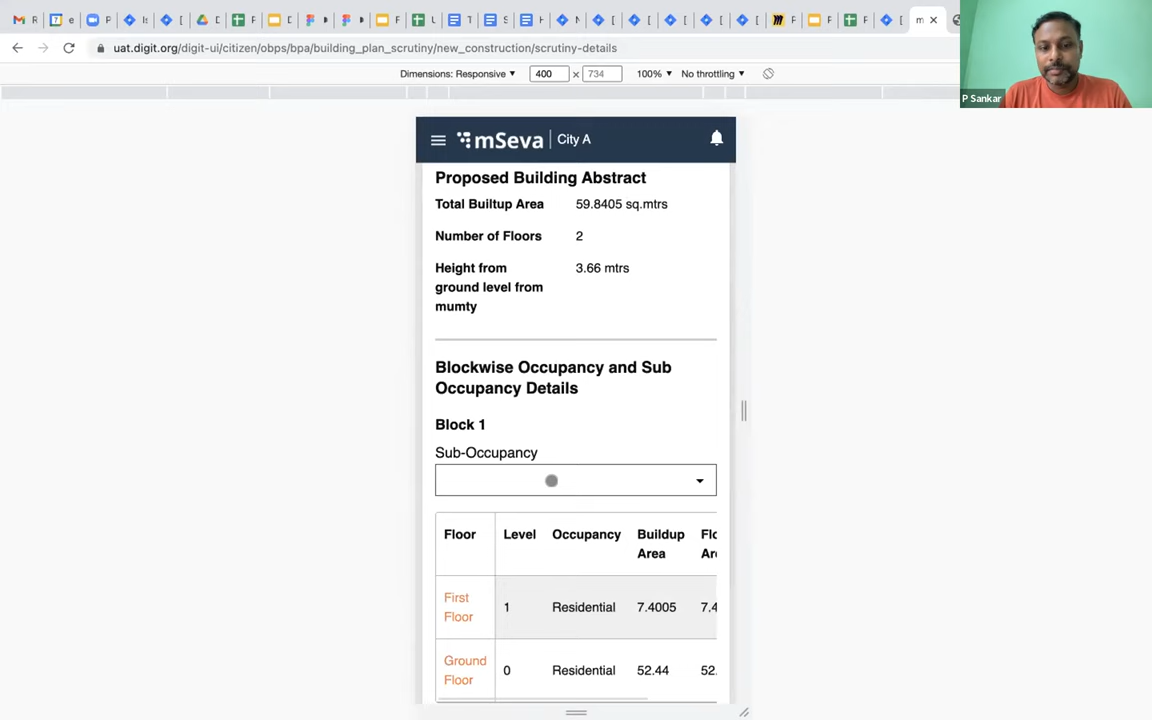 uat.digit.org/digit-ui/citizen/obps/bpa/building_plan_scrutiny/new_construction/scrutiny-details
Dimensions: Responsive
400 × 734
100%
No throttling
P Sankar
mSeva
City A
Proposed Building Abstract
Total Builtup Area 59.8405 sq.mtrs
Number of Floors 2
Height from 3.66 mtrs
ground level from
mumty
Blockwise Occupancy and Sub
Occupancy Details
Block 1
Sub-Occupancy
Floor Level Occupancy Buildup
Area
First 1 Residential 7.4005
Floor
Ground 0 Residential 52.44
Floor